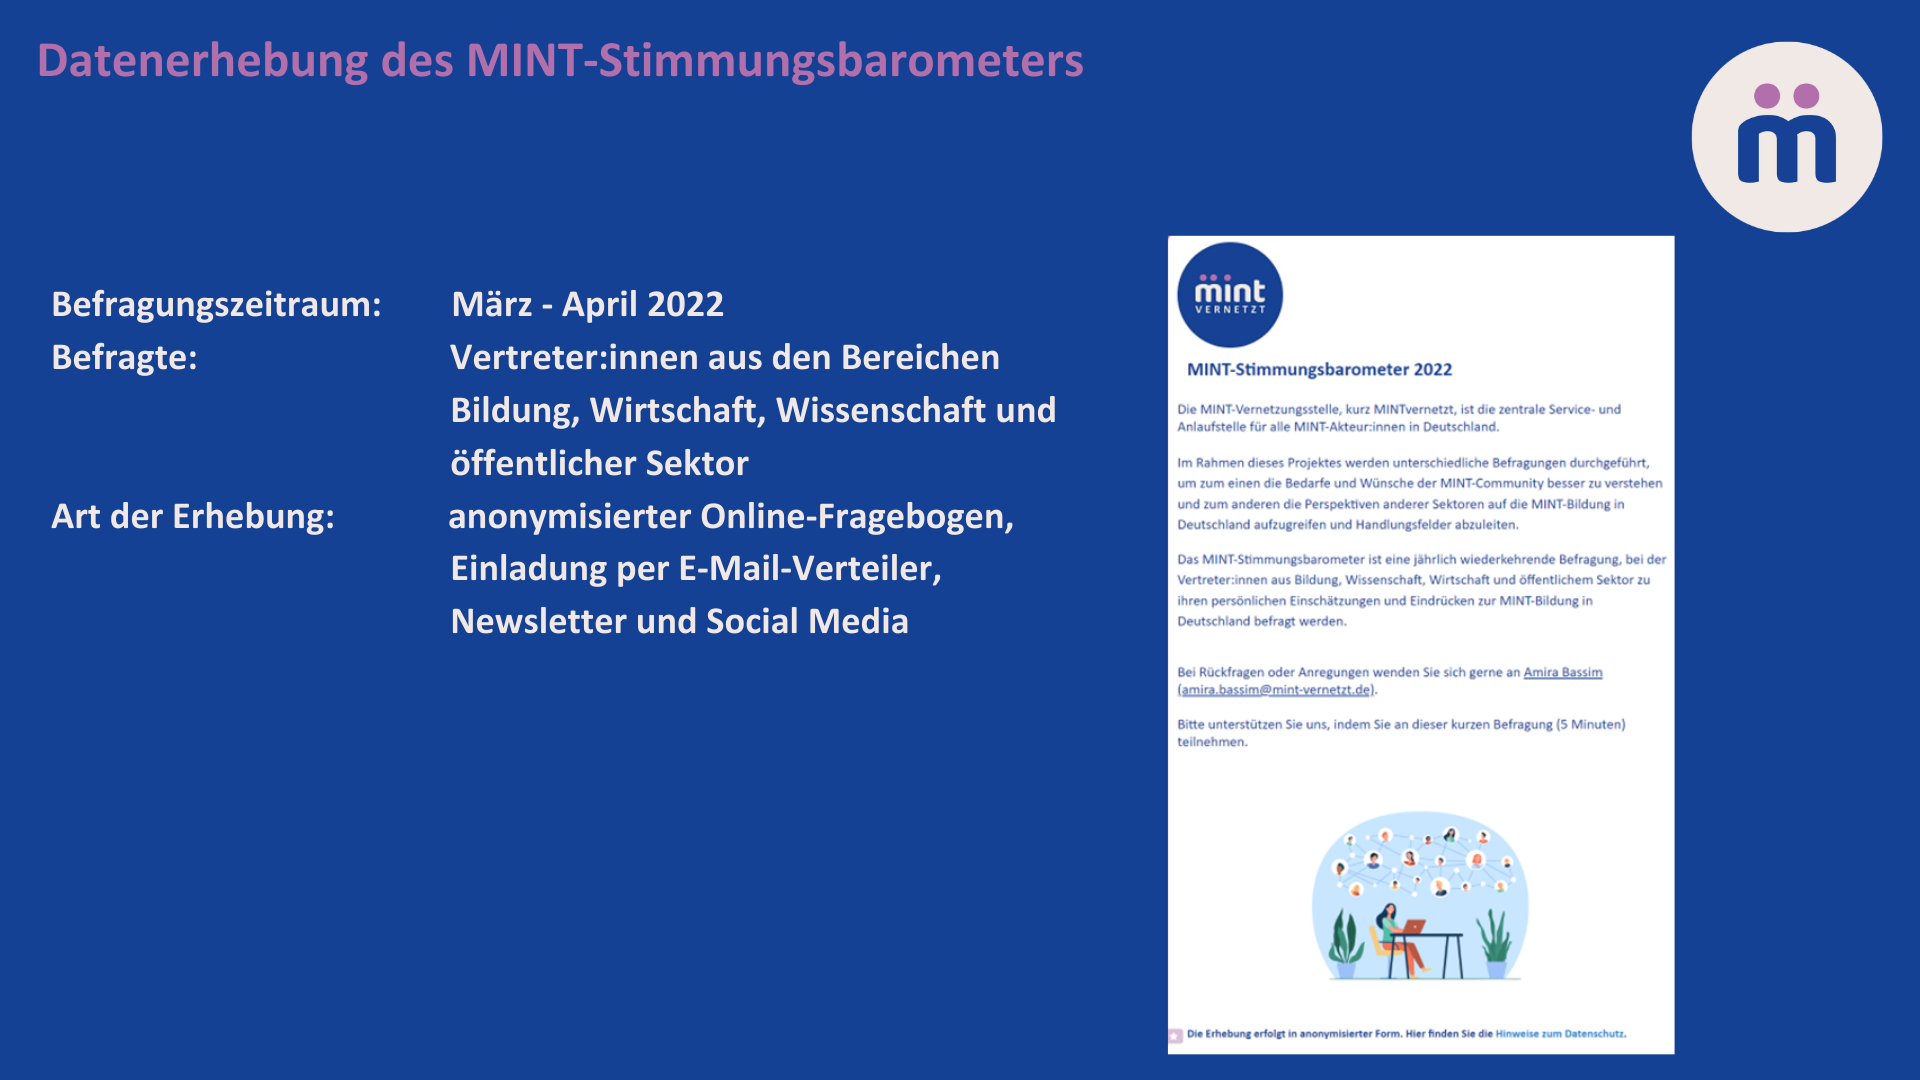 Datenerhebung des MINT-Stimmungsbarometers
m
Befragungszeitraum: März - April 2022
Befragte: Vertreter:innen aus den Bereichen
Bildung, Wirtschaft, Wissenschaft und
öffentlicher Sektor
Art der Erhebung: anonymisierter Online-Fragebogen,
Einladung per E-Mail-Verteiler,
Newsletter und Social Media
mint
VERNETZT
MINT-Stimmungsbarometer 2022
Die MINT-Vernetzungsstelle, kurz MINTvernetzt, ist die zentrale Service- und
Anlaufstelle für alle MINT-Akteur:innen in Deutschland.
Im Rahmen dieses Projektes werden unterschiedliche Befragungen durchgeführt,
um zum einen die Bedarfe und Wünsche der MINT-Community besser zu verstehen
und zum anderen die Perspektiven anderer Sektoren auf die MINT-Bildung in
Deutschland aufzugreifen und Handlungsfelder abzuleiten.
Das MINT-Stimmungsbarometer ist eine jährlich wiederkehrende Befragung, bei der
Vertreter:innen aus Bildung, Wissenschaft, Wirtschaft und öffentlichem Sektor zu
ihren persönlichen Einschätzungen und Eindrücken zur MINT-Bildung in
Deutschland befragt werden.
Bei Rückfragen oder Anregungen wenden Sie sich gerne an Amira Bassim
(amira.bassim@mint-vernetzt.de).
Bitte unterstützen Sie uns, indem Sie an dieser kurzen Befragung (5 Minuten)
teilnehmen.
Die Erhebung erfolgt in anonymisierter Form. Hier finden Sie die Hinweise zum Datenschutz.